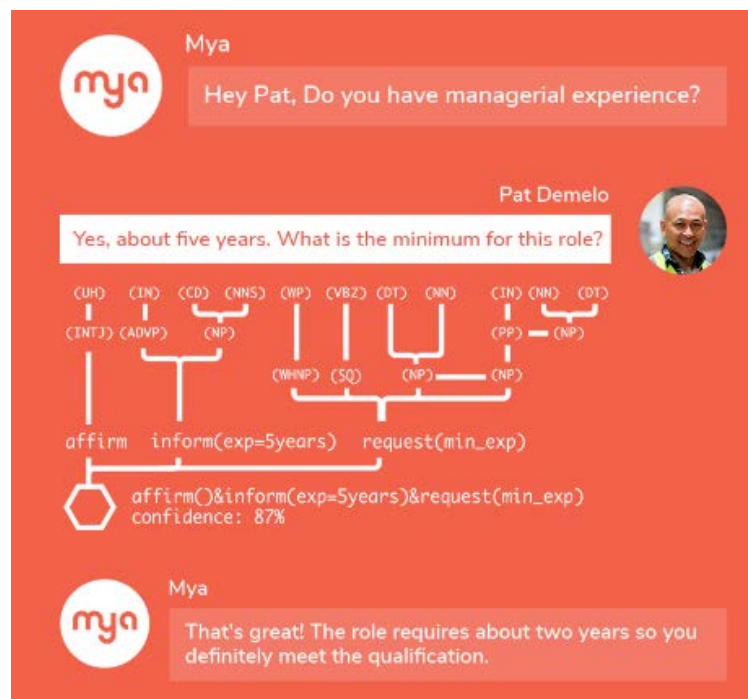 mya
Mya
Hey Pat, Do you have managerial experience?
Pat Demelo
Yes, about five years. What is the minimum for this role?
(UH) (IN) (CD) (NNS) (WP) (VBZ) (DT) (NN) (IN) (NN) (DT)
(INTJ) (ADVP) (NP) (PP) (NP)
(WHNP) (SQ) (NP) (NP)
affirm inform(exp=5years) request(min_exp)
affirm()&inform(exp=5years)&request(min_exp)
confidence: 87%
mya
Mya
That's great! The role requires about two years so you
definitely meet the qualification.